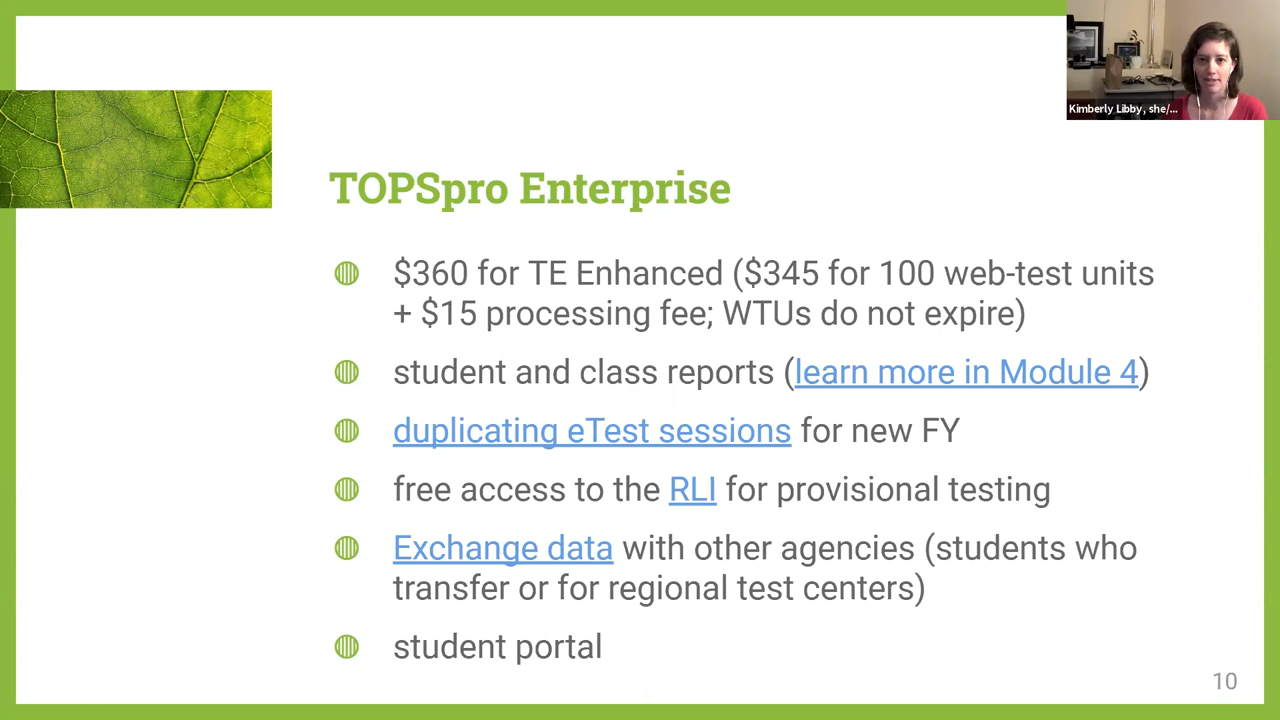 Kimberly Libby, she/...
TOPSpro Enterprise
$360 for TE Enhanced ($345 for 100 web-test units
+ $15 processing fee; WTUs do not expire)
student and class reports (learn more in Module 4)
duplicating eTest sessions for new FY
free access to the RLI for provisional testing
Exchange data with other agencies (students who
transfer or for regional test centers)
student portal
10